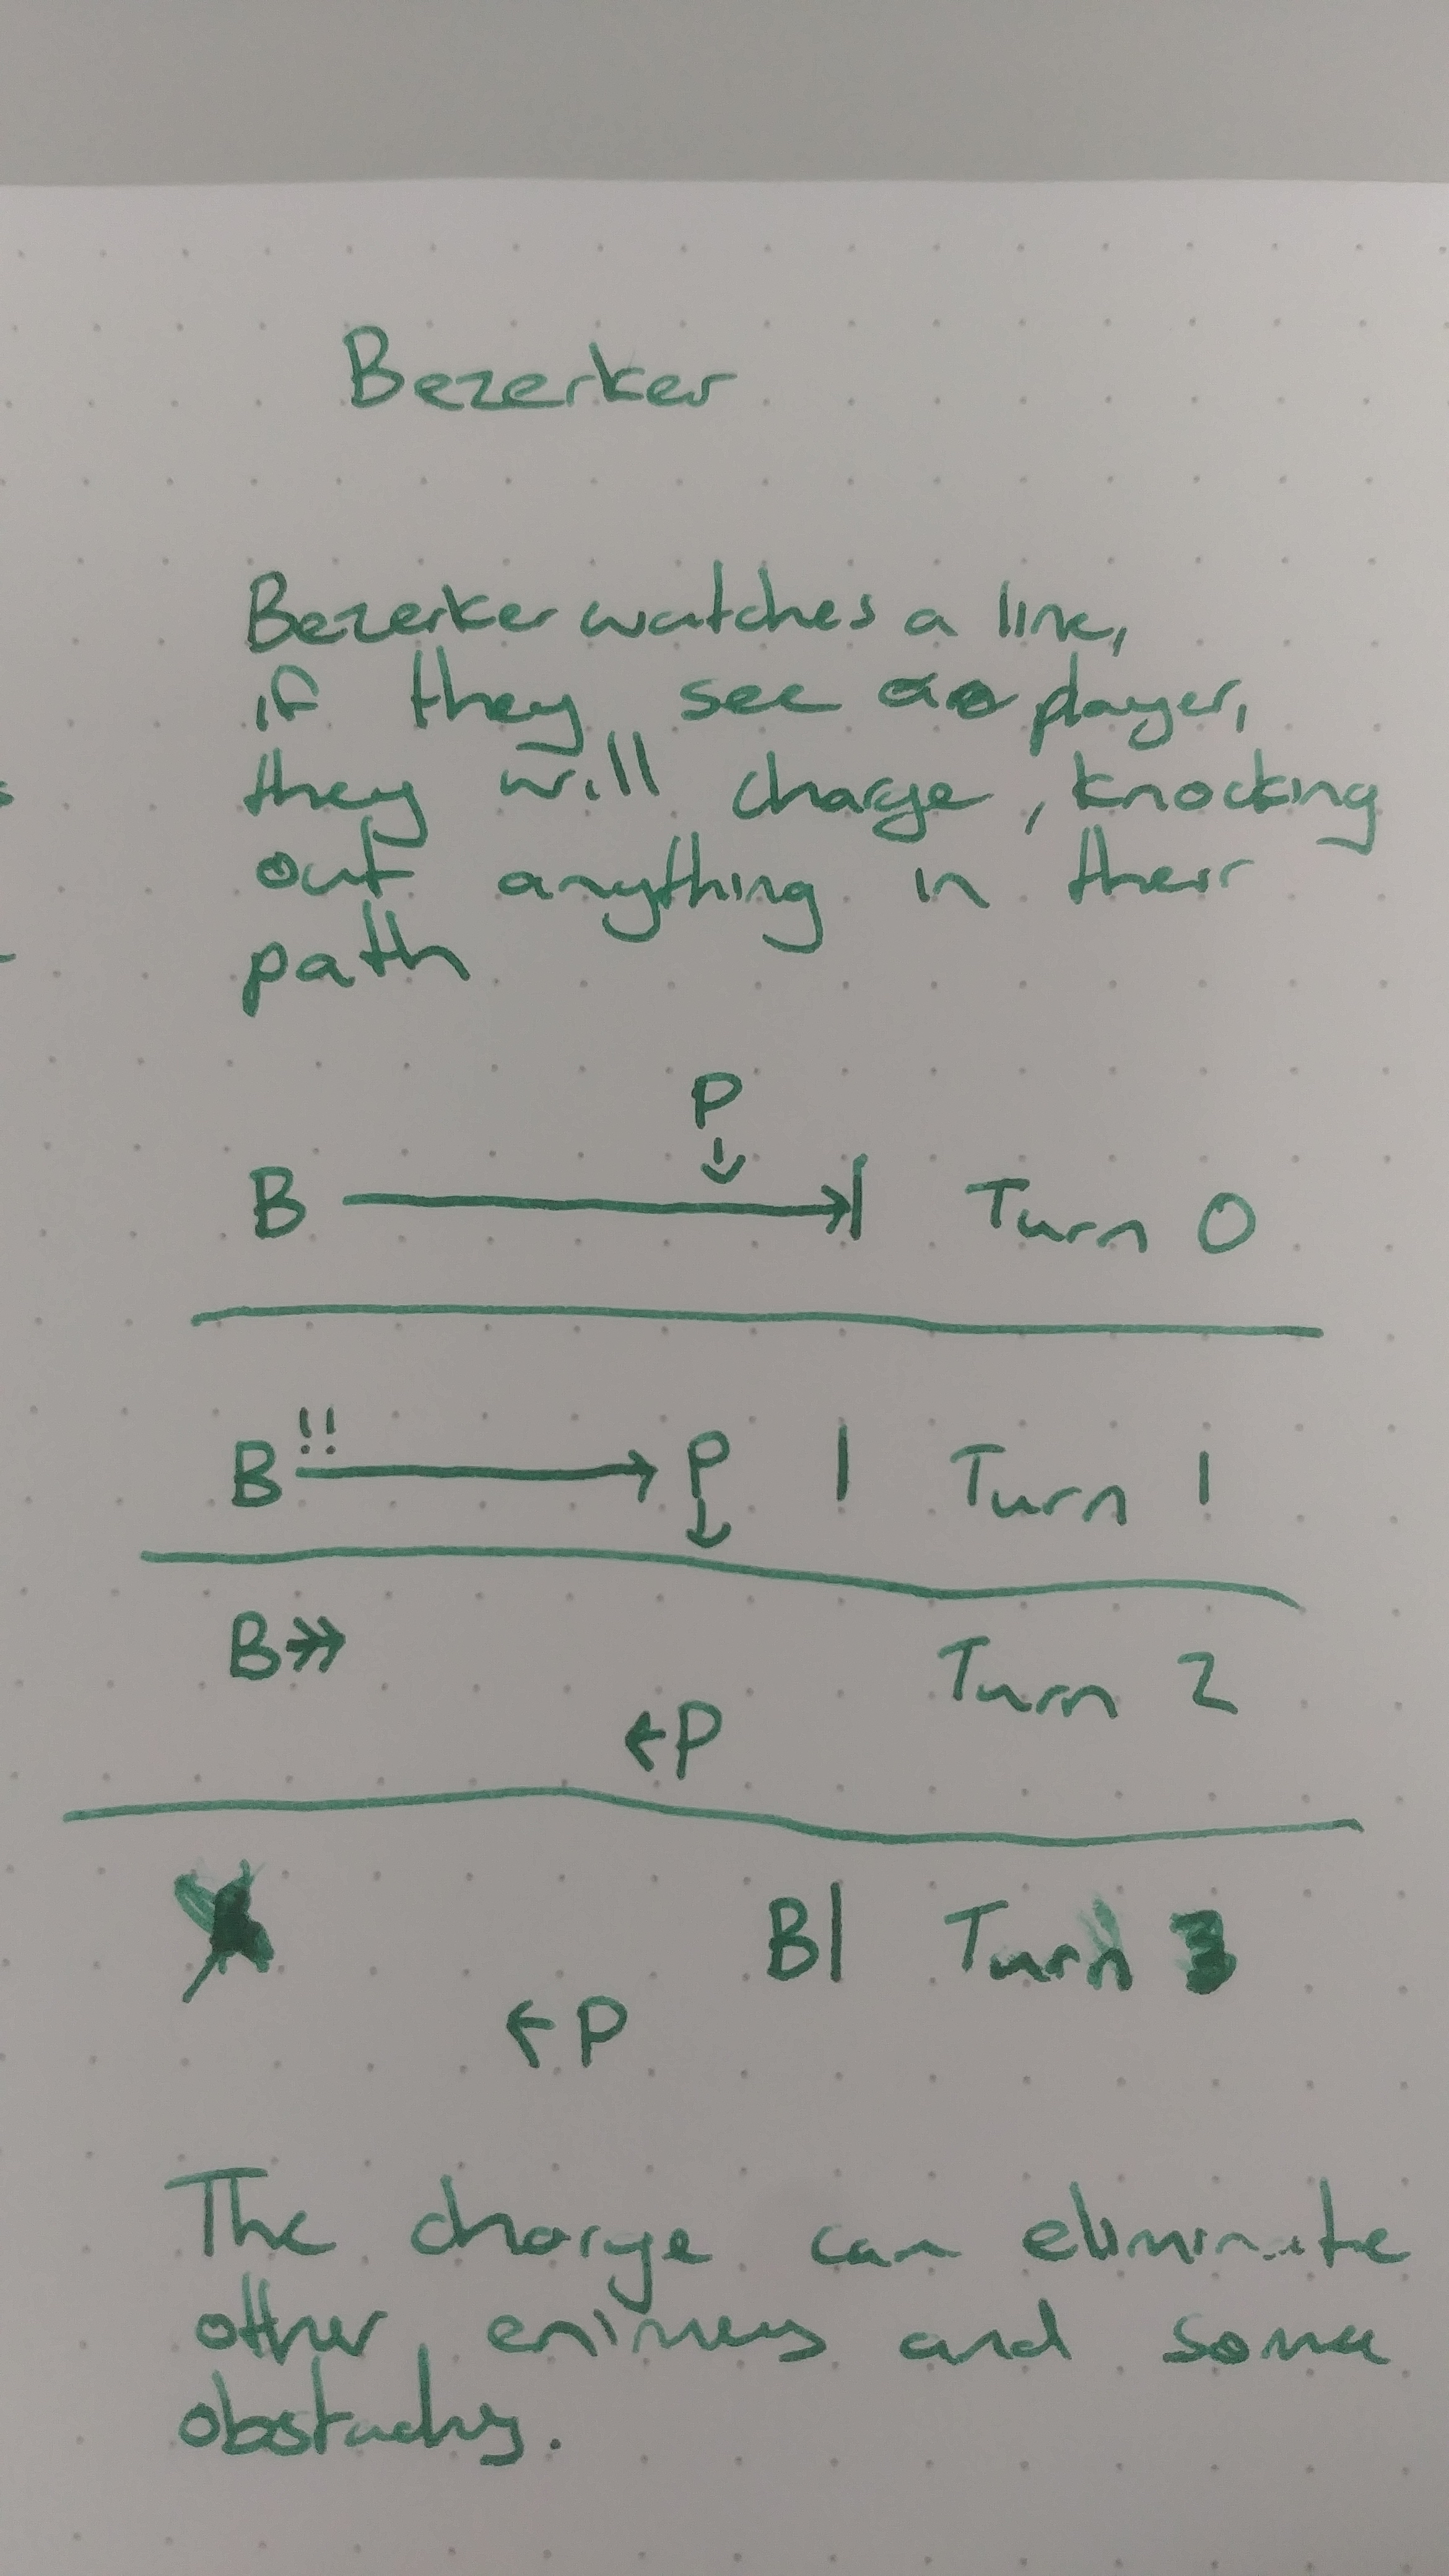 Bezerker
Bezerker watches a line,
if they see a player,
they will charge, knocking
out anything in their
path
P
B Turn 0
!!
B P Turn 1
B Turn 2
P
B Turn 3
P
The charge can eliminate
other enimeys and some
obstacles.